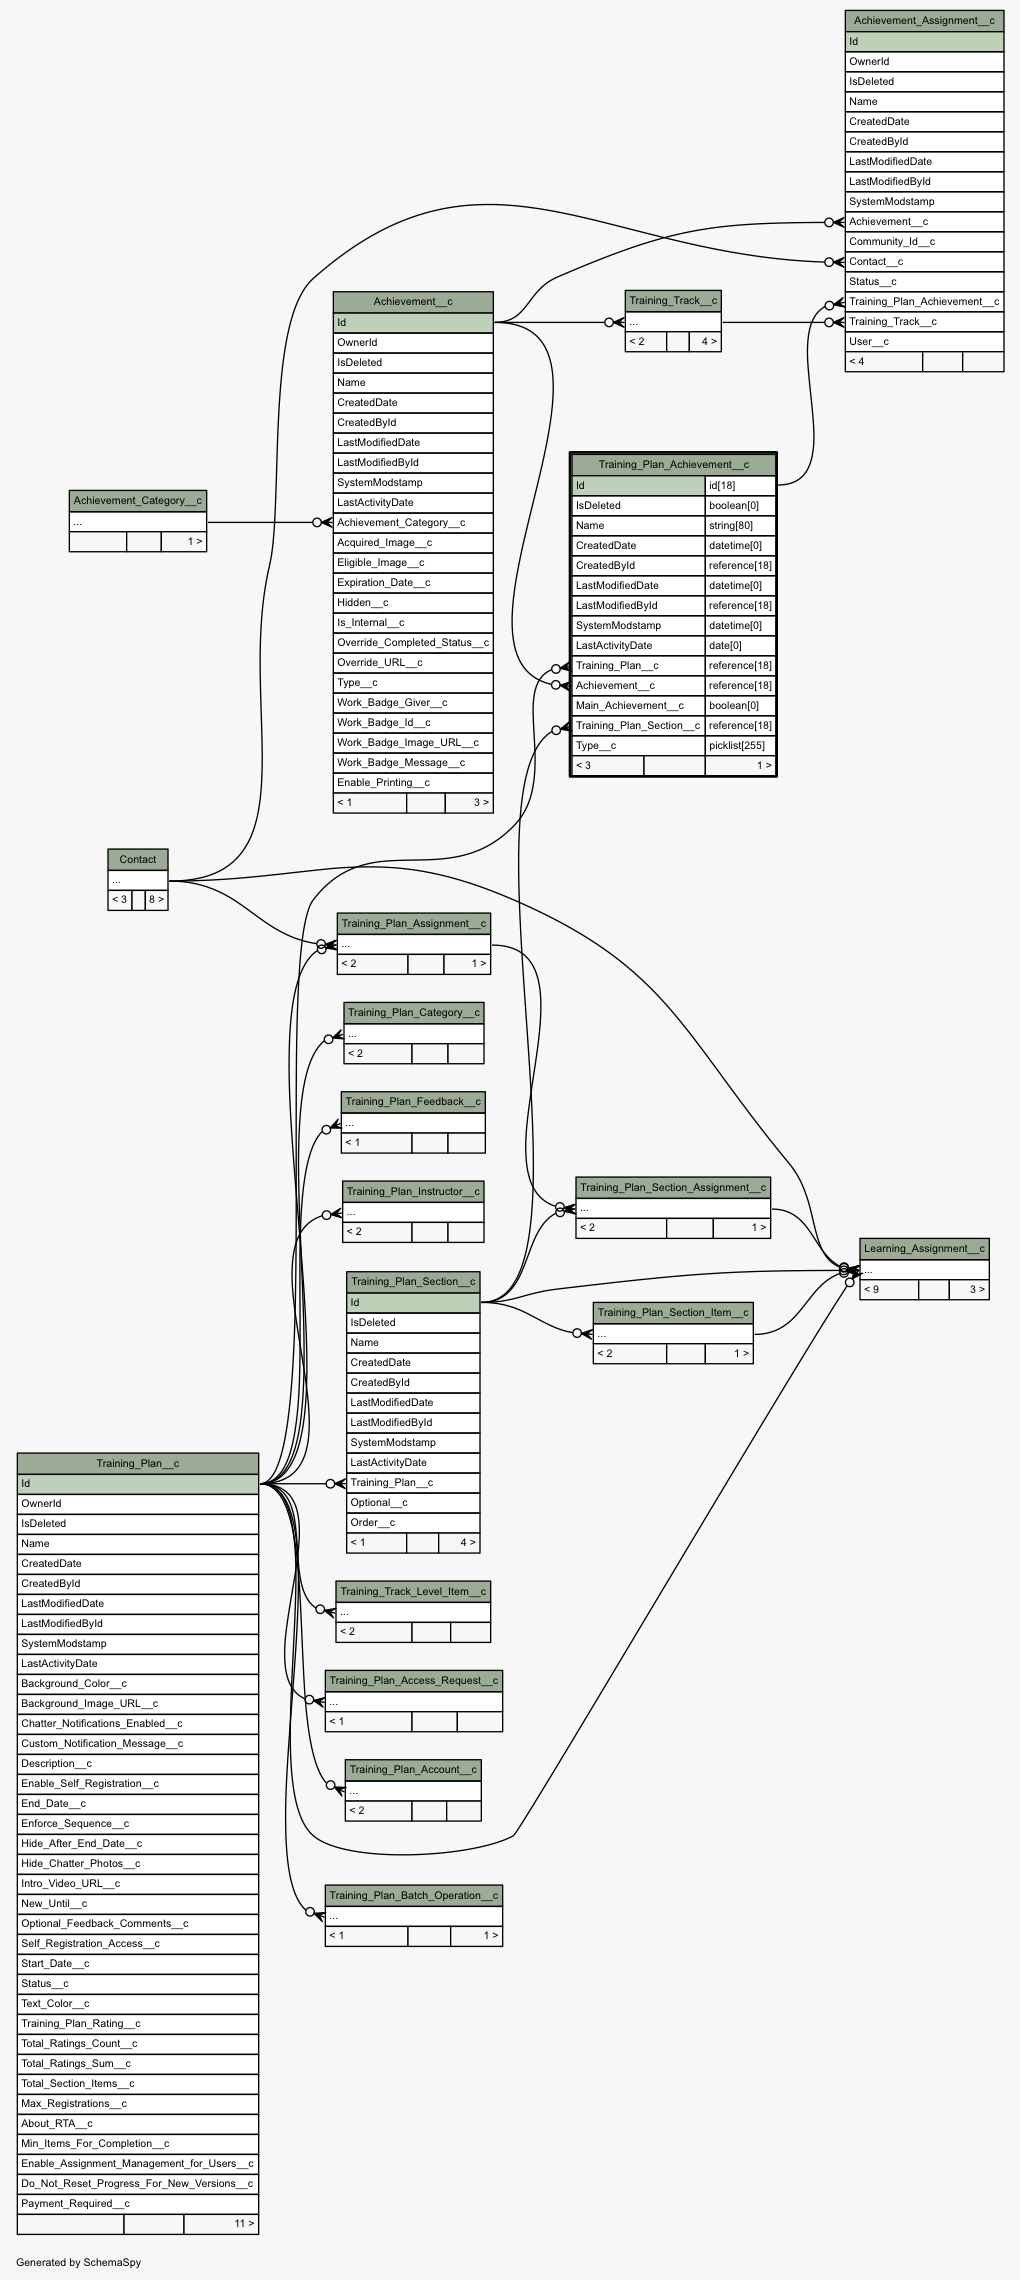 Achievement_Assignment__c
Id
OwnerId
IsDeleted
Name
CreatedDate
CreatedById
LastModifiedDate
LastModifiedById
SystemModstamp
Achievement__c
Community_Id__c
Contact__c
Status__c
Training_Plan_Achievement__c
Training_Track__c
User__c
< 4
Achievement__c
Id
OwnerId
IsDeleted
Name
CreatedDate
CreatedById
LastModifiedDate
LastModifiedById
SystemModstamp
LastActivityDate
Achievement_Category__c
Acquired_Image__c
Eligible_Image__c
Expiration_Date__c
Hidden__c
Is_Internal__c
Override_Completed_Status__c
Override_URL__c
Type__c
Work_Badge_Giver__c
Work_Badge_Id__c
Work_Badge_Image_URL__c
Work_Badge_Message__c
Enable_Printing__c
< 1 3 >
Training_Track__c
...
< 2 4 >
Training_Plan_Achievement__c
Id id[18]
IsDeleted boolean[0]
Name string[80]
CreatedDate datetime[0]
CreatedById reference[18]
LastModifiedDate datetime[0]
LastModifiedById reference[18]
SystemModstamp datetime[0]
LastActivityDate date[0]
Training_Plan__c reference[18]
Achievement__c reference[18]
Main_Achievement__c boolean[0]
Training_Plan_Section__c reference[18]
Type__c picklist[255]
< 3 1 >
Achievement_Category__c
...
1 >
Contact
...
< 3 8 >
Training_Plan_Assignment__c
...
< 2 1 >
Training_Plan_Category__c
...
< 2
Training_Plan_Feedback__c
...
< 1
Training_Plan_Instructor__c
...
< 2
Training_Plan_Section_Assignment__c
...
< 2 1 >
Learning_Assignment__c
...
< 9 3 >
Training_Plan_Section__c
Id
IsDeleted
Name
CreatedDate
CreatedById
LastModifiedDate
LastModifiedById
SystemModstamp
LastActivityDate
Training_Plan__c
Optional__c
Order__c
< 1 4 >
Training_Plan_Section_Item__c
...
< 2 1 >
Training_Plan__c
Id
OwnerId
IsDeleted
Name
CreatedDate
CreatedById
LastModifiedDate
LastModifiedById
SystemModstamp
LastActivityDate
Background_Color__c
Background_Image_URL__c
Chatter_Notifications_Enabled__c
Custom_Notification_Message__c
Description__c
Enable_Self_Registration__c
End_Date__c
Enforce_Sequence__c
Hide_After_End_Date__c
Hide_Chatter_Photos__c
Intro_Video_URL__c
New_Until__c
Optional_Feedback_Comments__c
Self_Registration_Access__c
Start_Date__c
Status__c
Text_Color__c
Training_Plan_Rating__c
Total_Ratings_Count__c
Total_Ratings_Sum__c
Total_Section_Items__c
Max_Registrations__c
About_RTA__c
Min_Items_For_Completion__c
Enable_Assignment_Management_for_Users__c
Do_Not_Reset_Progress_For_New_Versions__c
Payment_Required__c
11 >
Training_Track_Level_Item__c
...
< 2
Training_Plan_Access_Request__c
...
< 1
Training_Plan_Account__c
...
< 2
Training_Plan_Batch_Operation__c
...
< 1 1 >
Generated by SchemaSpy